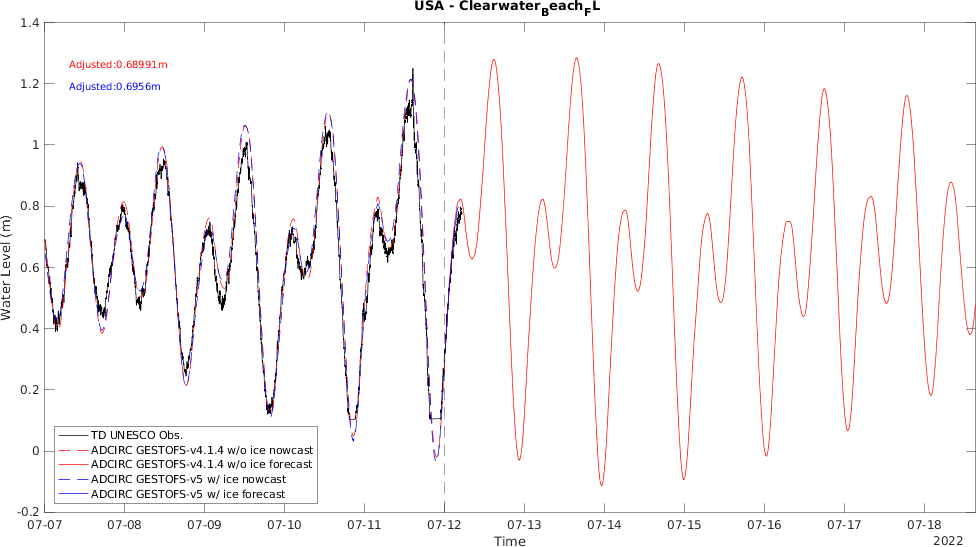 USA - Clearwater_Beach_FL
1.4
1.2
1
0.8
0.6
0.4
0.2
0
-0.2
Water Level (m)
Adjusted:0.68991m
Adjusted:0.6956m
TD UNESCO Obs.
ADCIRC GESTOFS-v4.1.4 w/o ice nowcast
ADCIRC GESTOFS-v4.1.4 w/o ice forecast
ADCIRC GESTOFS-v5 w/ ice nowcast
ADCIRC GESTOFS-v5 w/ ice forecast
07-07 07-08 07-09 07-10 07-11 07-12 07-13 07-14 07-15 07-16 07-17 07-18
Time
2022